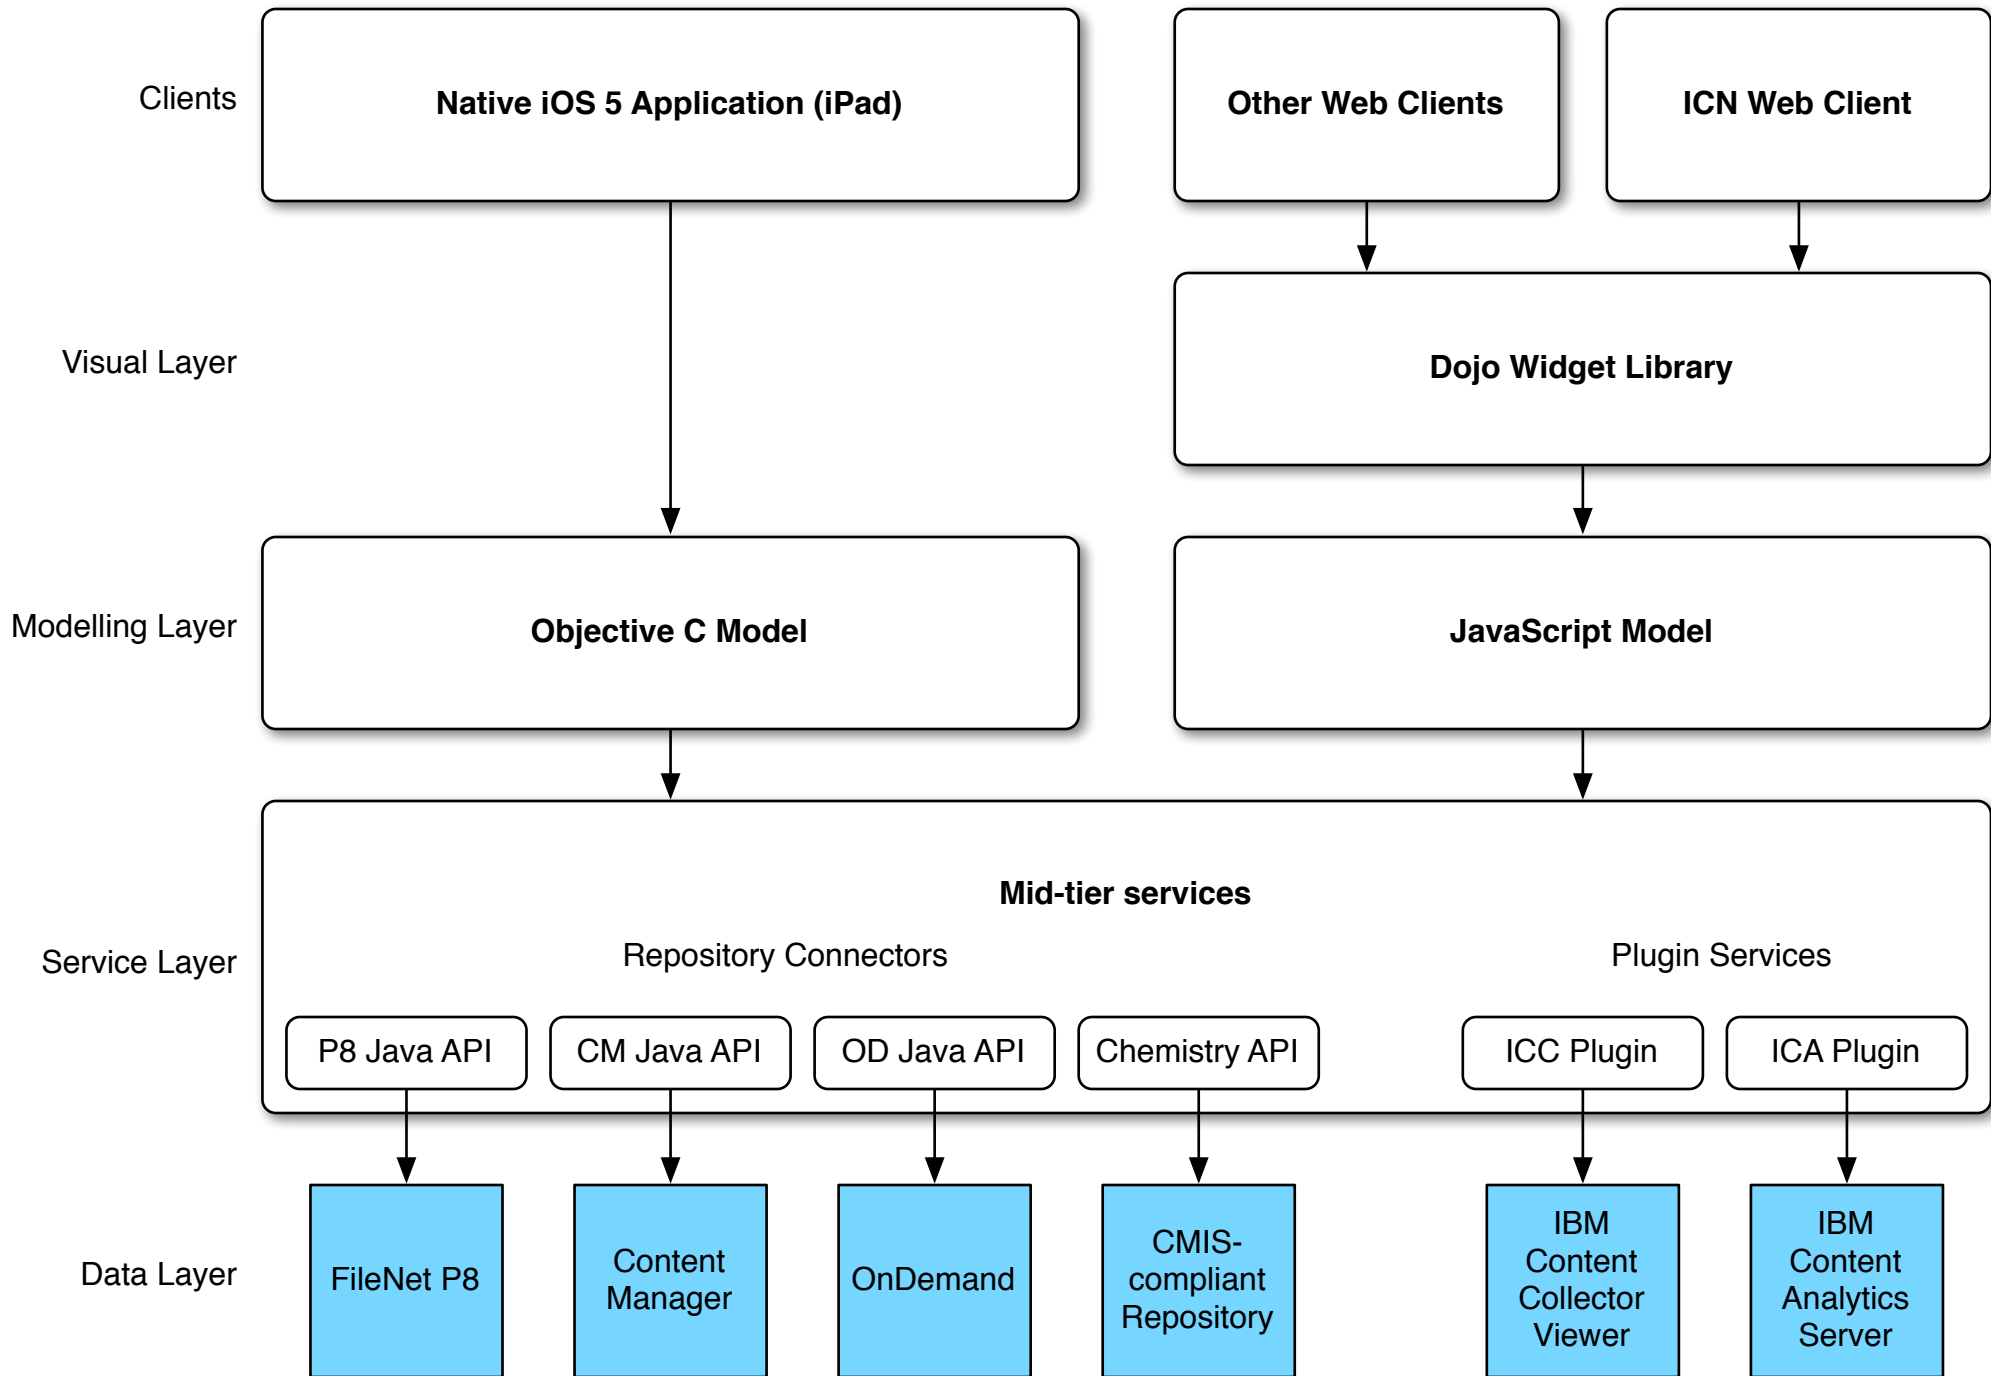 Clients
Native iOS 5 Application (iPad)
Other Web Clients
ICN Web Client
Visual Layer
Dojo Widget Library
Modelling Layer
Objective C Model
JavaScript Model
Mid-tier services
Service Layer
Repository Connectors
Plugin Services
P8 Java API
CM Java API
OD Java API
Chemistry API
ICC Plugin
ICA Plugin
Data Layer
FileNet P8
Content
Manager
OnDemand
CMIS-
compliant
Repository
IBM
Content
Collector
Viewer
IBM
Content
Analytics
Server